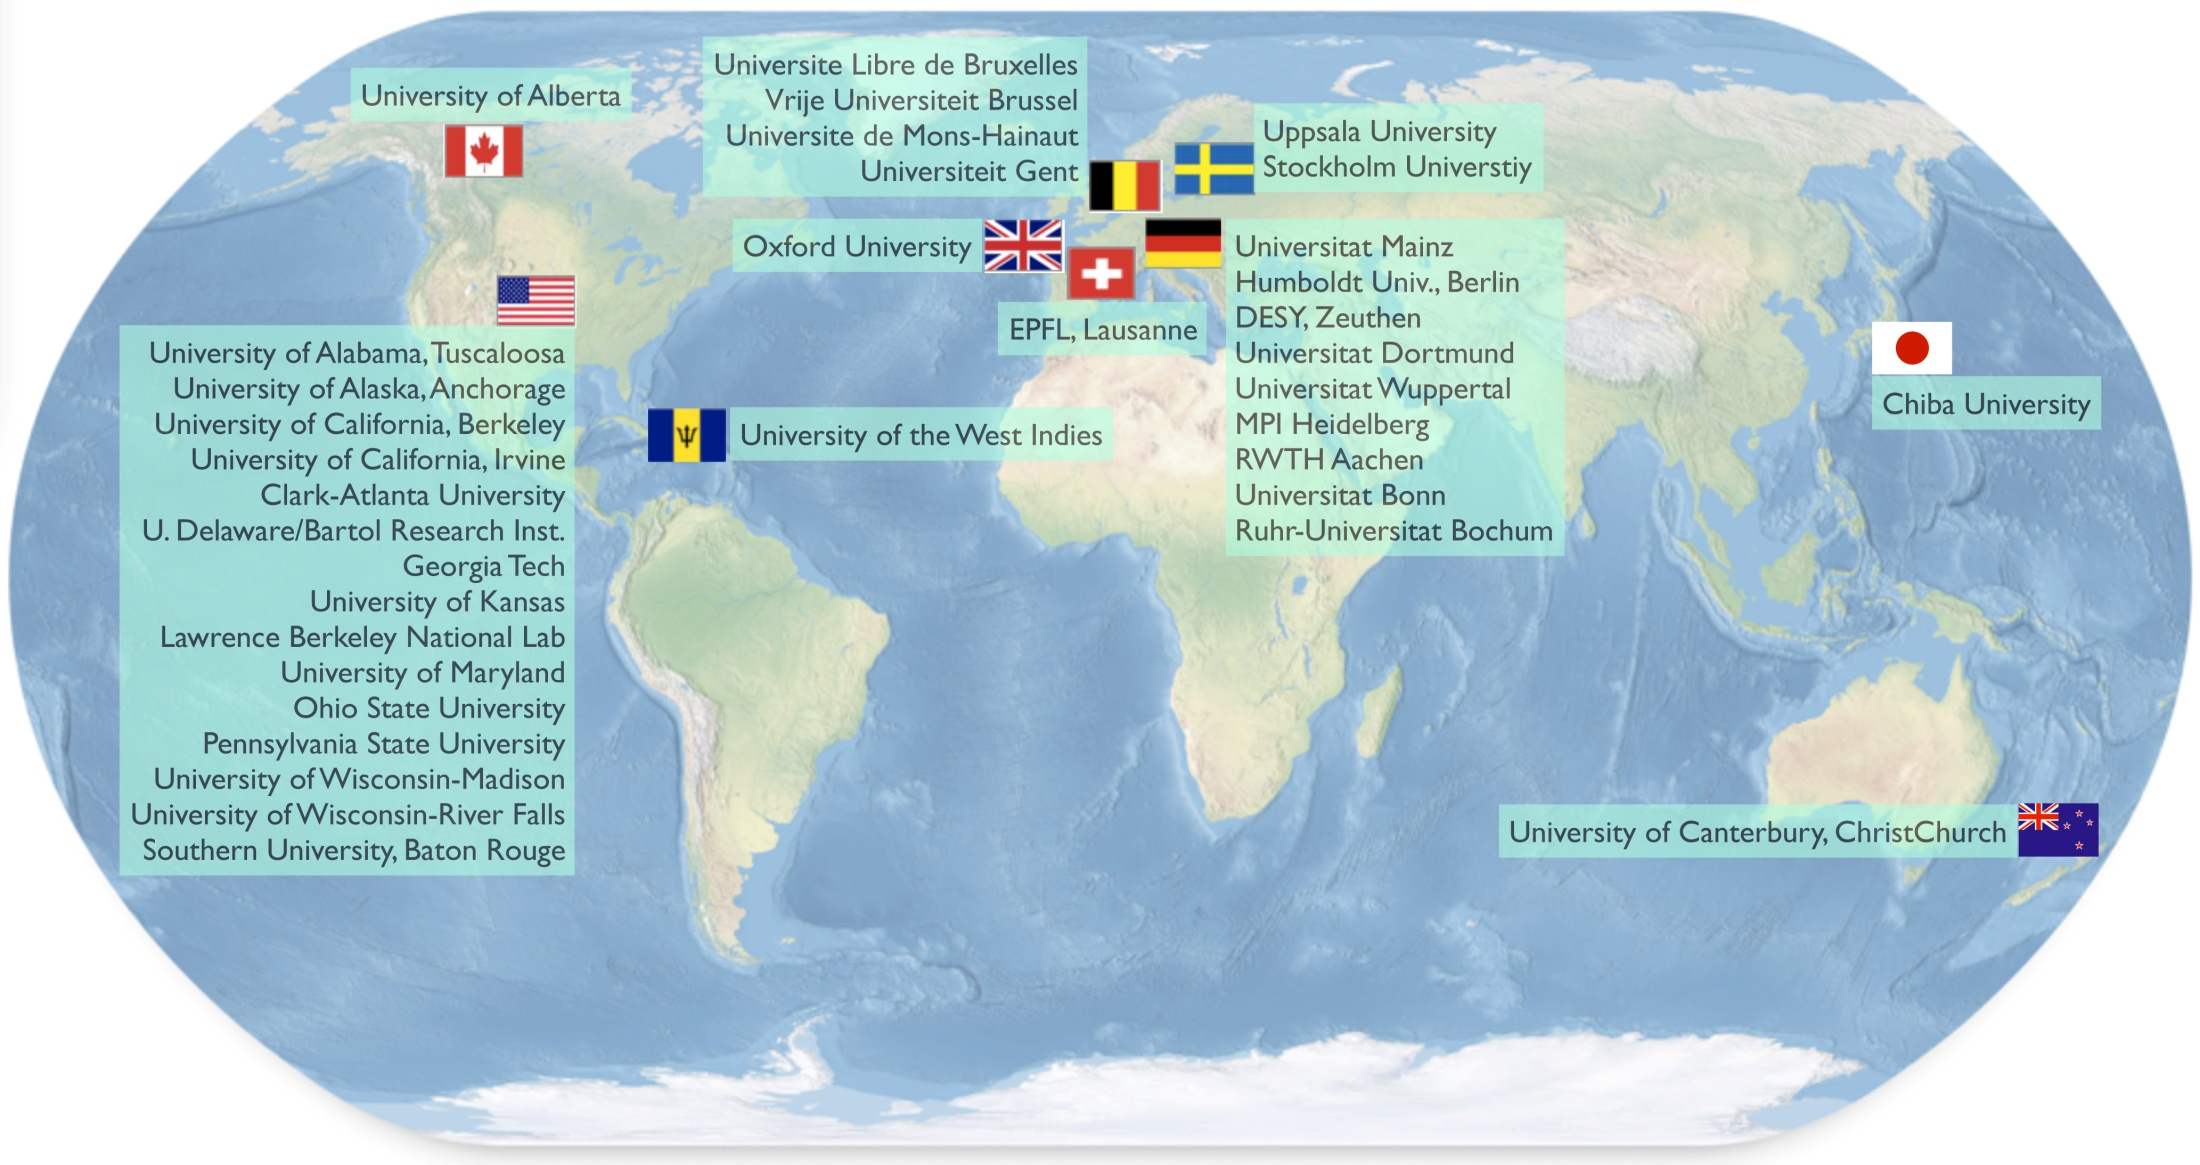 University of Alberta
Universite Libre de Bruxelles
Vrije Universiteit Brussel
Universite de Mons-Hainaut
Universiteit Gent
Uppsala University
Stockholm Universtiy
Oxford University
EPFL, Lausanne
Universitat Mainz
Humboldt Univ., Berlin
DESY, Zeuthen
Universitat Dortmund
Universitat Wuppertal
MPI Heidelberg
RWTH Aachen
Universitat Bonn
Ruhr-Universitat Bochum
Chiba University
University of Alabama, Tuscaloosa
University of Alaska, Anchorage
University of California, Berkeley
University of California, Irvine
Clark-Atlanta University
U. Delaware/Bartol Research Inst.
Georgia Tech
University of Kansas
Lawrence Berkeley National Lab
University of Maryland
Ohio State University
Pennsylvania State University
University of Wisconsin-Madison
University of Wisconsin-River Falls
Southern University, Baton Rouge
University of the West Indies
University of Canterbury, ChristChurch